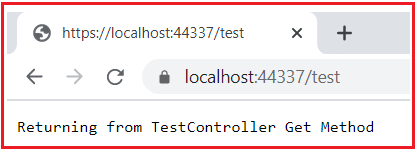 https://localhost:44337/test
localhost:44337/test
Returning from TestController Get Method